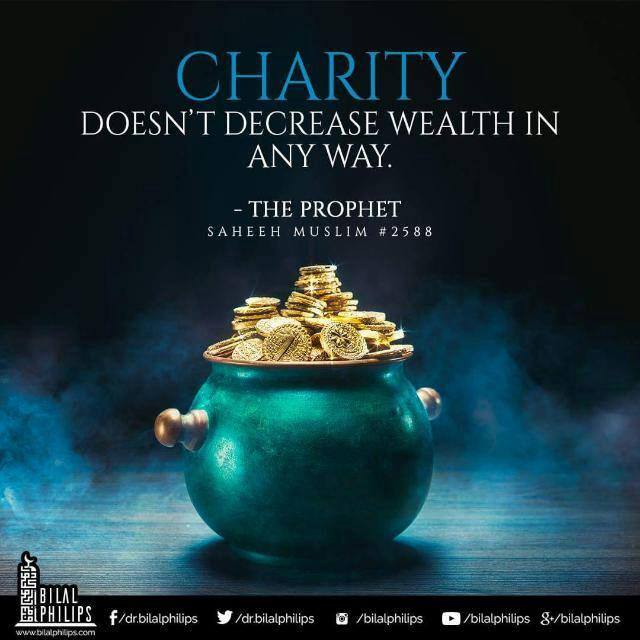 CHARITY
DOESN'T DECREASE WEALTH IN
ANY WAY.
- THE PROPHET
SAHEEH MUSLIM #2588
BILAL
PHILIPS
www.bilalphilips.com
f/dr.bilalphilips /dr.bilalphilips /bilalphilips /bilalphilips g+/bilalphilips